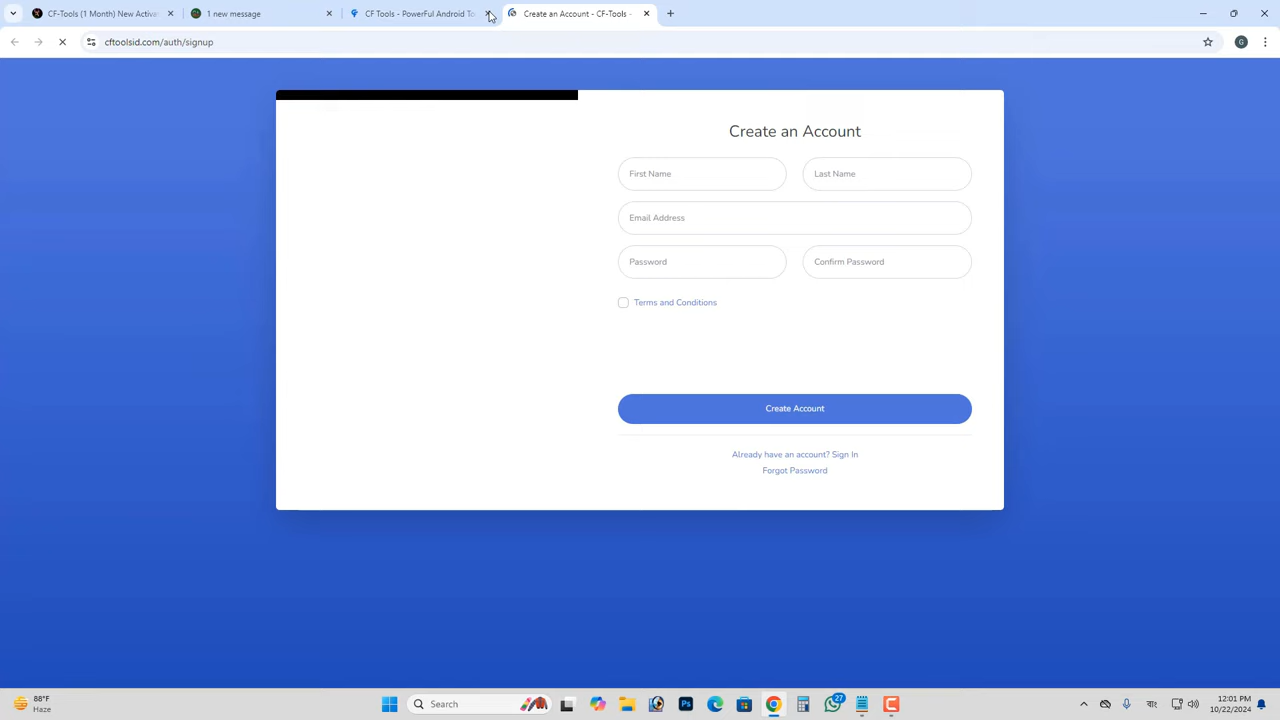 CF-Tools (1 Month) New Activa
1 new message
CF Tools - PowerFul Android To
Create an Account - CF-Tools -
cftoolsid.com/auth/signup
G
Create an Account
First Name
Last Name
Email Address
Password
Confirm Password
Terms and Conditions
Create Account
Already have an account? Sign In
Forgot Password
88°F
Haze
Search
Ps
27
বাং
12:01 PM
10/22/2024